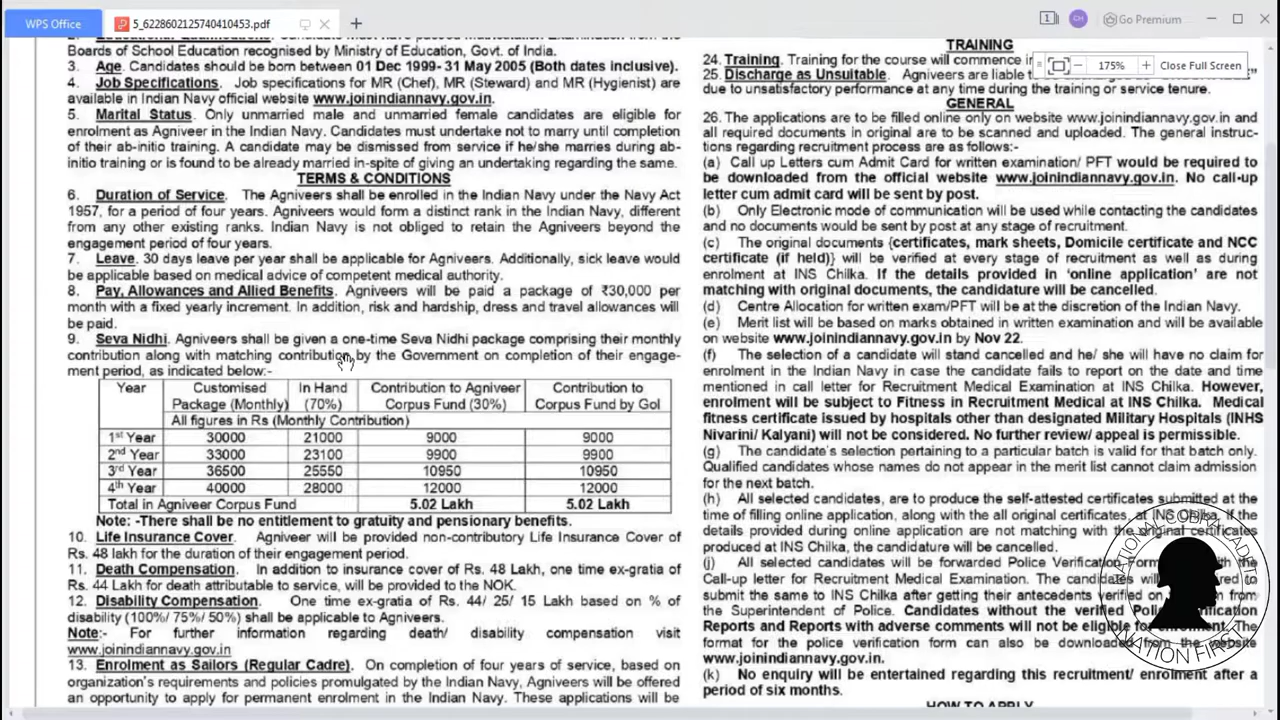 WPS Office
5_6228602125740410453.pdf
1
CH
Go Premium
175%
Close Full Screen
Boards of School Education recognised by Ministry of Education, Govt. of India.
3. Age. Candidates should be born between 01 Dec 1999- 31 May 2005 (Both dates inclusive).
4. Job Specifications. Job specifications for MR (Chef), MR (Steward) and MR (Hygienist) are
available in Indian Navy official website www.joinindiannavy.gov.in.
5. Marital Status. Only unmarried male and unmarried female candidates are eligible for
enrolment as Agniveer in the Indian Navy. Candidates must undertake not to marry until completion
of their ab-initio training. A candidate may be dismissed from service if he/she marries during ab-
initio training or is found to be already married in-spite of giving an undertaking regarding the same.
TERMS & CONDITIONS
6. Duration of Service. The Agniveers shall be enrolled in the Indian Navy under the Navy Act
1957, for a period of four years. Agniveers would form a distinct rank in the Indian Navy, different
from any other existing ranks. Indian Navy is not obliged to retain the Agniveers beyond the
engagement period of four years.
7. Leave. 30 days leave per year shall be applicable for Agniveers. Additionally, sick leave would
be applicable based on medical advice of competent medical authority.
8. Pay, Allowances and Allied Benefits. Agniveers will be paid a package of ₹30,000 per
month with a fixed yearly increment. In addition, risk and hardship, dress and travel allowances will
be paid.
9. Seva Nidhi. Agniveers shall be given a one-time Seva Nidhi package comprising their monthly
contribution along with matching contribution by the Government on completion of their engage-
ment period, as indicated below:-
Year Customised Package (Monthly) In Hand (70%) Contribution to Agniveer Corpus Fund (30%) Contribution to Corpus Fund by GoI
All figures in Rs (Monthly Contribution)
1st Year 30000 21000 9000 9000
2nd Year 33000 23100 9900 9900
3rd Year 36500 25550 10950 10950
4th Year 40000 28000 12000 12000
Total in Agniveer Corpus Fund 5.02 Lakh 5.02 Lakh
Note: -There shall be no entitlement to gratuity and pensionary benefits.
10. Life Insurance Cover. Agniveer will be provided non-contributory Life Insurance Cover of
Rs. 48 lakh for the duration of their engagement period.
11. Death Compensation. In addition to insurance cover of Rs. 48 Lakh, one time ex-gratia of
Rs. 44 Lakh for death attributable to service, will be provided to the NOK.
12. Disability Compensation. One time ex-gratia of Rs. 44/ 25/ 15 Lakh based on % of
disability (100%/ 75%/ 50%) shall be applicable to Agniveers.
Note:- For further information regarding death/ disability compensation visit
www.joinindiannavy.gov.in
13. Enrolment as Sailors (Regular Cadre). On completion of four years of service, based on
organization's requirements and policies promulgated by the Indian Navy, Agniveers will be offered
an opportunity to apply for permanent enrolment in the Indian Navy. These applications will be
TRAINING
24. Training. Training for the course will commence in
25. Discharge as Unsuitable. Agniveers are liable
due to unsatisfactory performance at any time during the training or service tenure.
GENERAL
26. The applications are to be filled online only on website www.joinindiannavy.gov.in and
all required documents in original are to be scanned and uploaded. The general instruc-
tions regarding recruitment process are as follows:-
(a) Call up Letters cum Admit Card for written examination/ PFT would be required to
be downloaded from the official website www.joinindiannavy.gov.in. No call-up
letter cum admit card will be sent by post.
(b) Only Electronic mode of communication will be used while contacting the candidates
and no documents would be sent by post at any stage of recruitment.
(c) The original documents {certificates, mark sheets, Domicile certificate and NCC
certificate (if held)} will be verified at every stage of recruitment as well as during
enrolment at INS Chilka. If the details provided in 'online application' are not
matching with original documents, the candidature will be cancelled.
(d) Centre Allocation for written exam/PFT will be at the discretion of the Indian Navy.
(e) Merit list will be based on marks obtained in written examination and will be available
on website www.joinindiannavy.gov.in by Nov 22.
(f) The selection of a candidate will stand cancelled and he/ she will have no claim for
enrolment in the Indian Navy in case the candidate fails to report on the date and time
mentioned in call letter for Recruitment Medical Examination at INS Chilka. However,
enrolment will be subject to Fitness in Recruitment Medical at INS Chilka. Medical
fitness certificate issued by hospitals other than designated Military Hospitals (INHS
Nivarini/ Kalyani) will not be considered. No further review/ appeal is permissible.
(g) The candidate's selection pertaining to a particular batch is valid for that batch only.
Qualified candidates whose names do not appear in the merit list cannot claim admission
for the next batch.
(h) All selected candidates, are to produce the self-attested certificates submitted at the
time of filling online application, along with the all original certificates, at INS Chilka, if the
details provided during online application are not matching with the original certificates
produced at INS Chilka, the candidature will be cancelled.
(j) All selected candidates will be forwarded Police Verification Form
Call-up letter for Recruitment Medical Examination. The
submit the same to INS Chilka after getting their antecedents verified on from
the Superintendent of Police. Candidates without the verified
Reports and Reports with adverse comments will not be eligible for enrolment. The
format for the police verification form can also be downloaded from the website
www.joinindiannavy.gov.in.
(k) No enquiry will be entertained regarding this recruitment/ enrolment after a
period of six months.
HOW TO APPLY